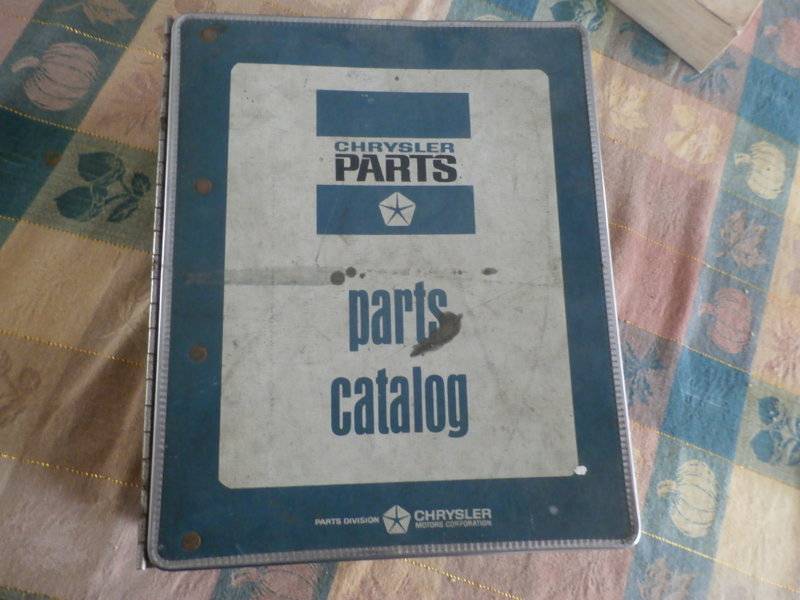 CHRYSLER
PARTS
parts
catalog
PARTS DIVISION CHRYSLER
MOTORS CORPORATION